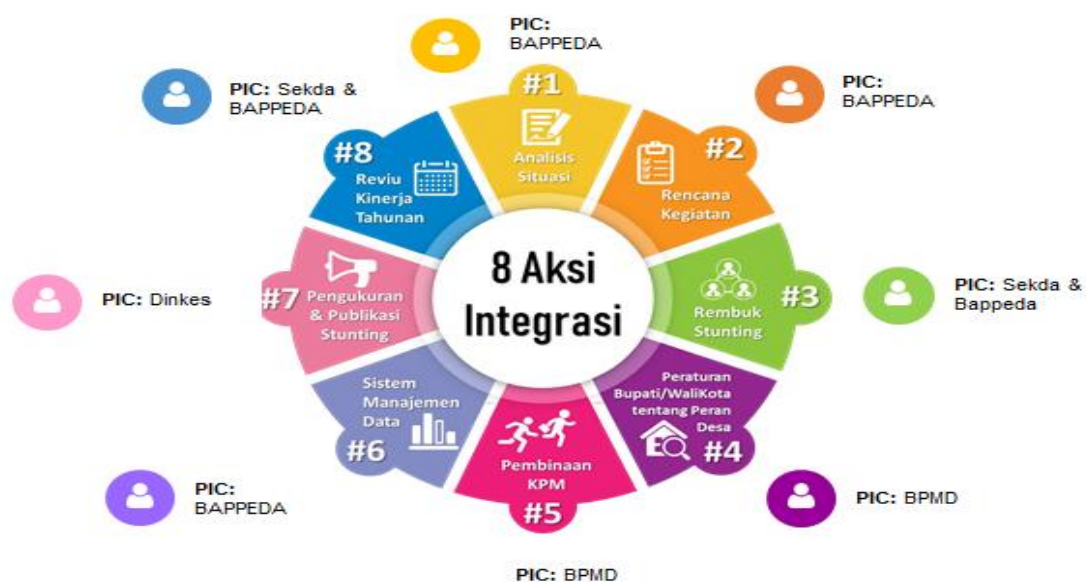 PIC:
BAPPEDA
#1
Analisis
Situasi
PIC:
BAPPEDA
#2
Rencana
Kegiatan
PIC: Sekda &
Bappeda
#3
Rembuk
Stunting
PIC: BPMD
Peraturan
Bupati/WaliKota
tentang Peran
Desa
#4
Pembinaan
KPM
#5
PIC: BPMD
Sistem
Manajemen
Data
#6
PIC:
BAPPEDA
#7
Pengukuran
& Publikasi
Stunting
PIC: Dinkes
#8
Reviu
Kinerja
Tahunan
PIC: Sekda &
BAPPEDA
8 Aksi
Integrasi